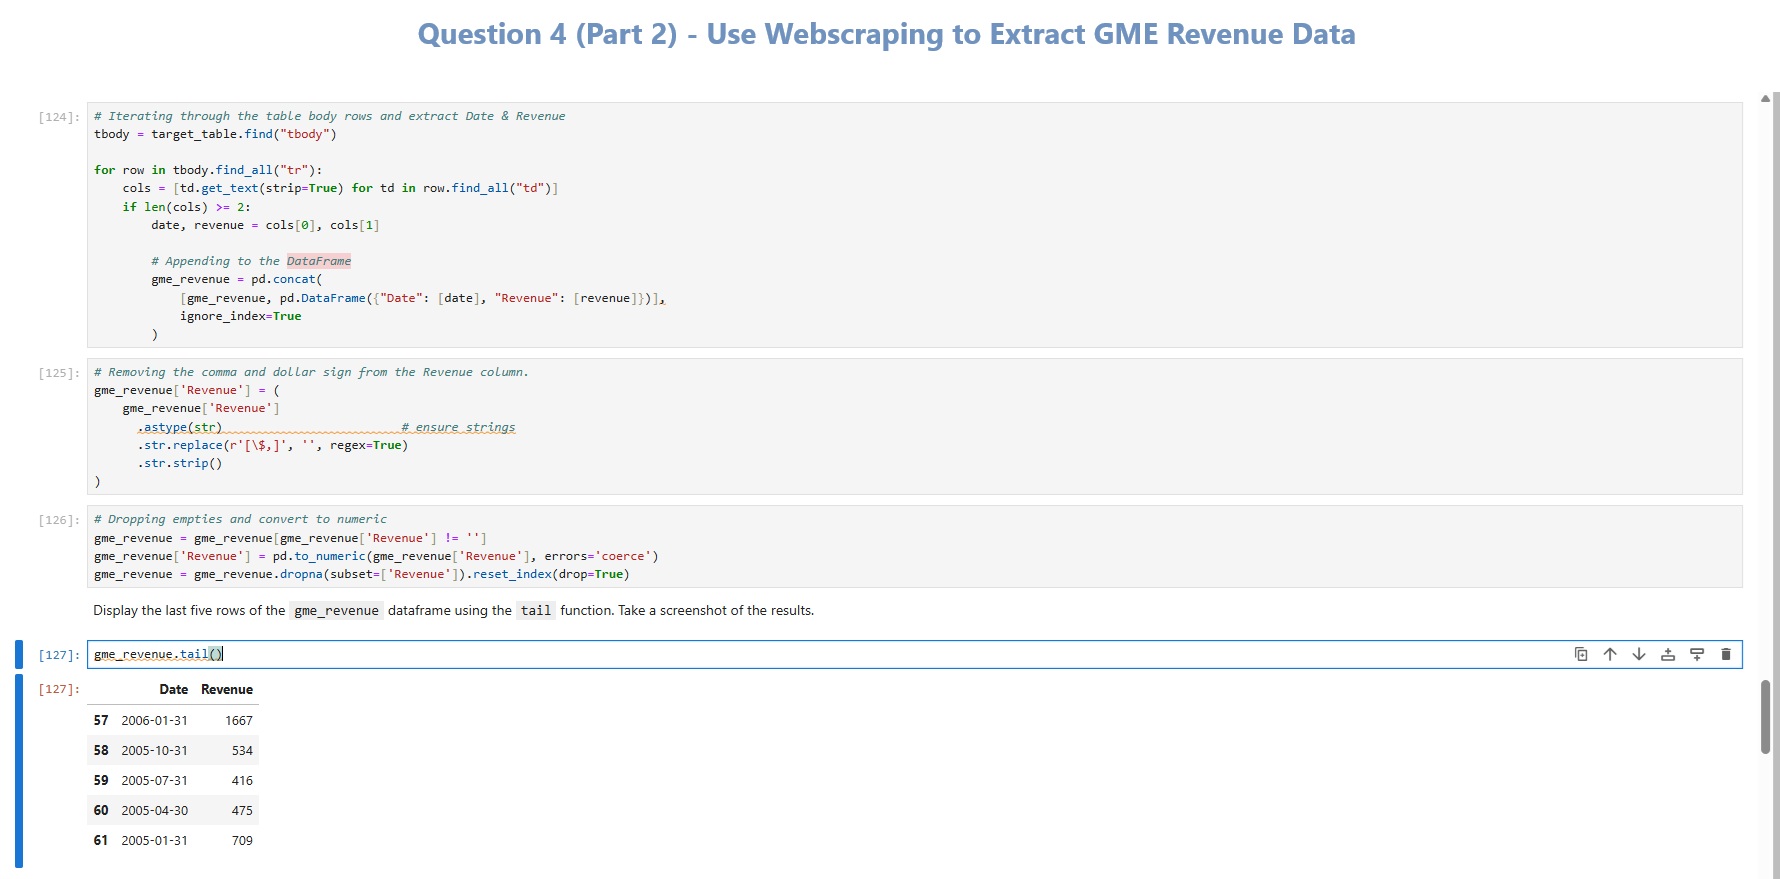 Question 4 (Part 2) - Use Webscraping to Extract GME Revenue Data
[124]:
# Iterating through the table body rows and extract Date & Revenue
tbody = target_table.find("tbody")
for row in tbody.find_all("tr"):
    cols = [td.get_text(strip=True) for td in row.find_all("td")]
    if len(cols) >= 2:
        date, revenue = cols[0], cols[1]
        # Appending to the DataFrame
        gme_revenue = pd.concat(
            [gme_revenue, pd.DataFrame({"Date": [date], "Revenue": [revenue]})],
            ignore_index=True
        )
[125]:
# Removing the comma and dollar sign from the Revenue column.
gme_revenue['Revenue'] = (
    gme_revenue['Revenue']
      .astype(str)                         # ensure strings
      .str.replace(r'[\$,]', '', regex=True)
      .str.strip()
)
[126]:
# Dropping empties and convert to numeric
gme_revenue = gme_revenue[gme_revenue['Revenue'] != '']
gme_revenue['Revenue'] = pd.to_numeric(gme_revenue['Revenue'], errors='coerce')
gme_revenue = gme_revenue.dropna(subset=['Revenue']).reset_index(drop=True)
Display the last five rows of the gme_revenue dataframe using the tail function. Take a screenshot of the results.
[127]:
gme_revenue.tail()
[127]:
Date Revenue
57 2006-01-31 1667
58 2005-10-31 534
59 2005-07-31 416
60 2005-04-30 475
61 2005-01-31 709